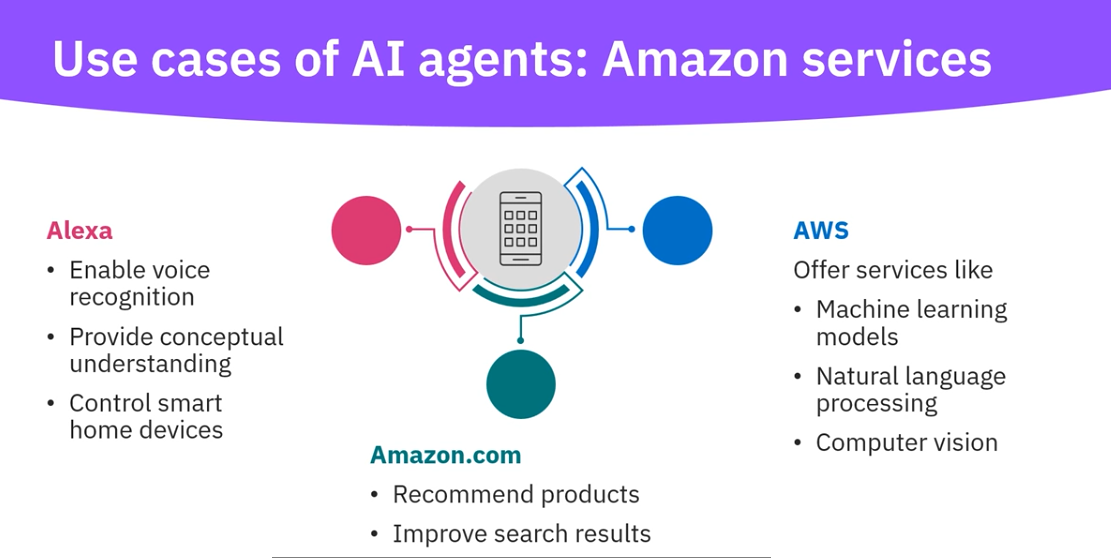 Use cases of AI agents: Amazon services
Alexa
• Enable voice
recognition
• Provide conceptual
understanding
• Control smart
home devices
Amazon.com
• Recommend products
• Improve search results
AWS
Offer services like
• Machine learning
models
• Natural language
processing
• Computer vision